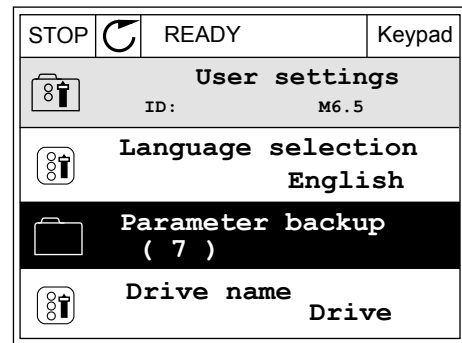 STOP READY Keypad
User settings
ID: M6.5
Language selection
English
Parameter backup
( 7 )
Drive name
Drive